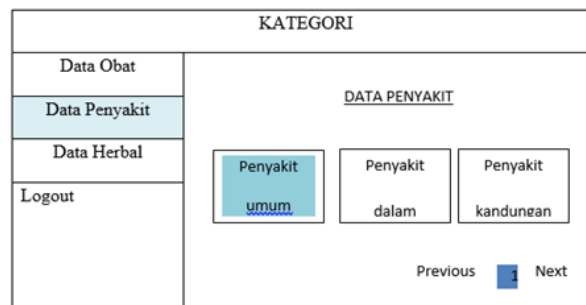 KATEGORI
Data Obat
Data Penyakit
Data Herbal
Logout
DATA PENYAKIT
Penyakit
umum
Penyakit
dalam
Penyakit
kandungan
Previous 1 Next